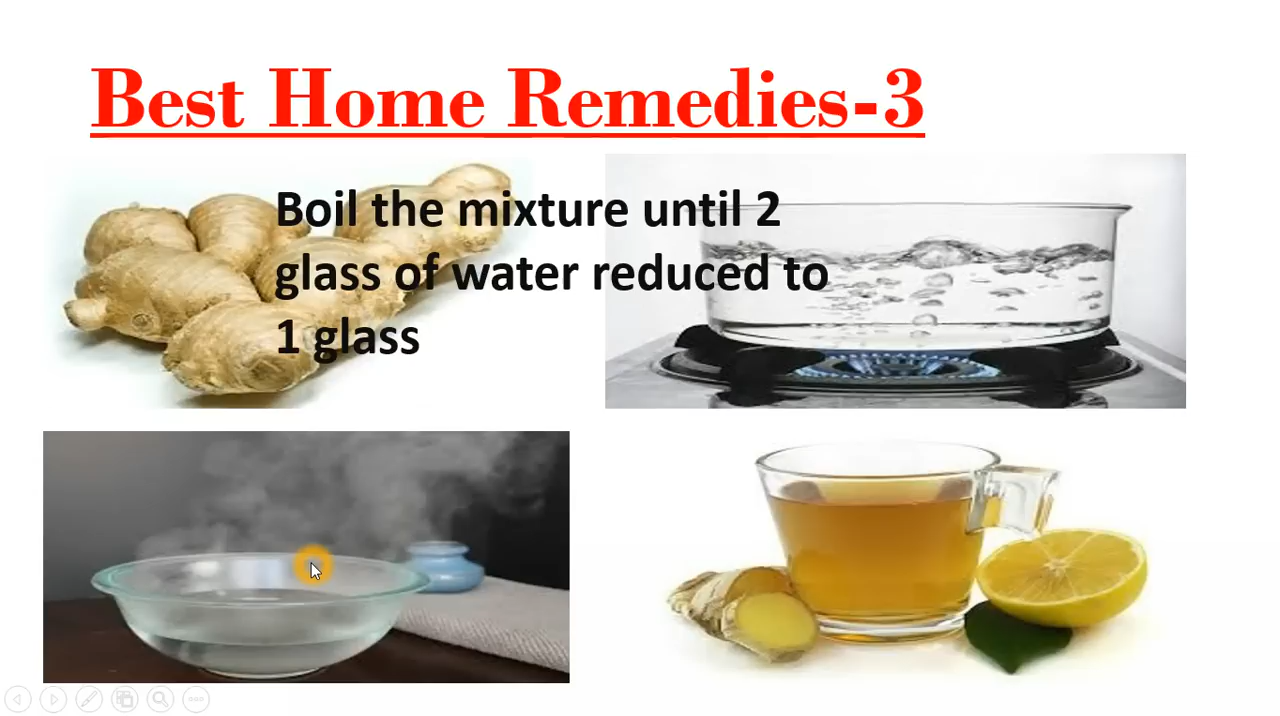 Best Home Remedies-3
Boil the mixture until 2
glass of water reduced to
1 glass